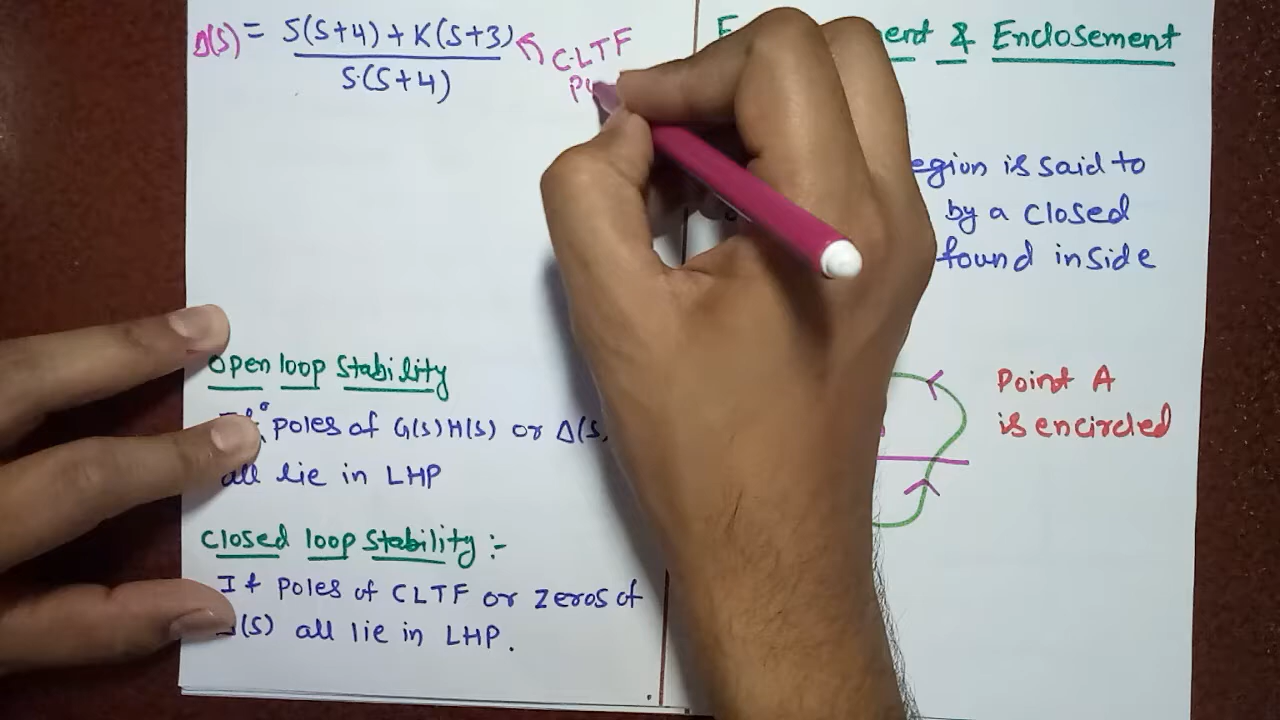 Δ(S) = S(S+4) + K(S+3)
S(S+4)
CLTF
open loop stability
poles of G(S)H(S) or Δ(S)
all lie in LHP
closed loop stability :-
If poles of CLTF or zeros of
Δ(S) all lie in LHP.
& Enclosement
is said to
by a closed
found inside
Point A
is encircled